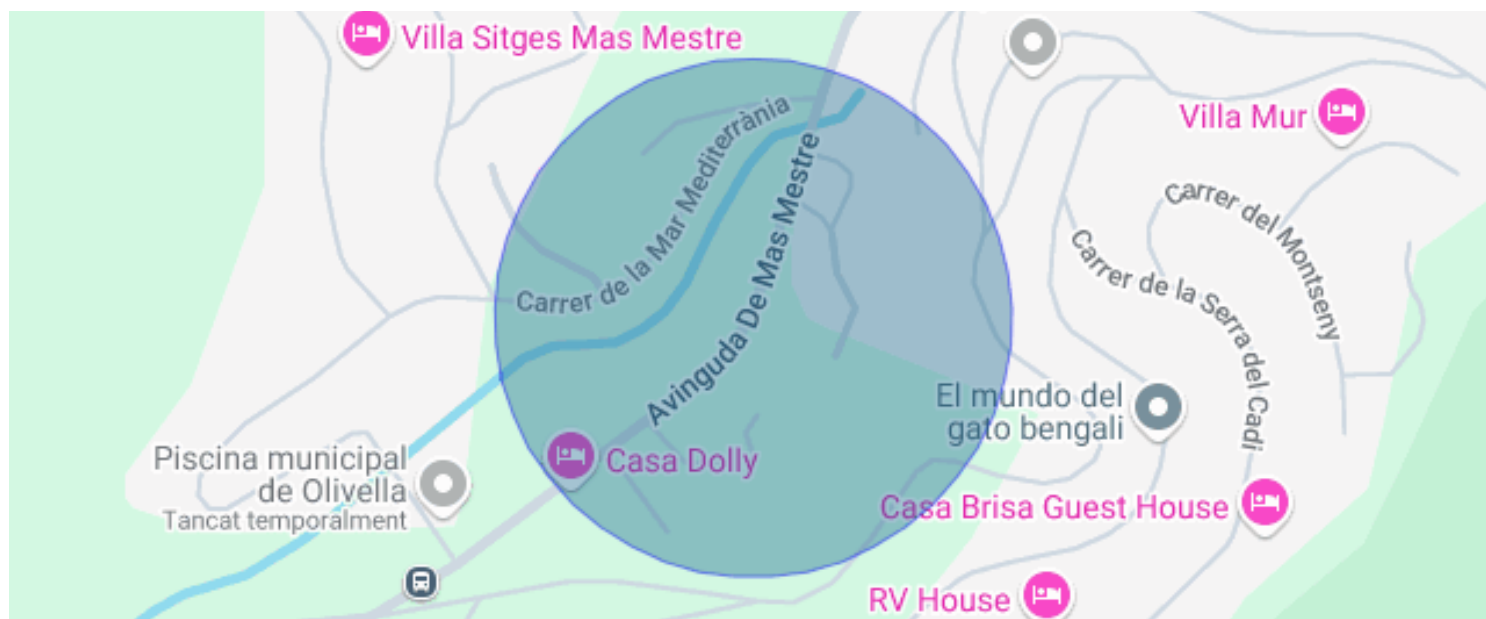 Villa Sitges Mas Mestre
Villa Mur
Carrer de la Mar Mediterrània
Avinguda De Mas Mestre
Carrer del Montseny
Carrer de la Serra del Cadí
El mundo del
gato bengali
Piscina municipal
de Olivella
Tancat temporalment
Casa Dolly
Casa Brisa Guest House
RV House